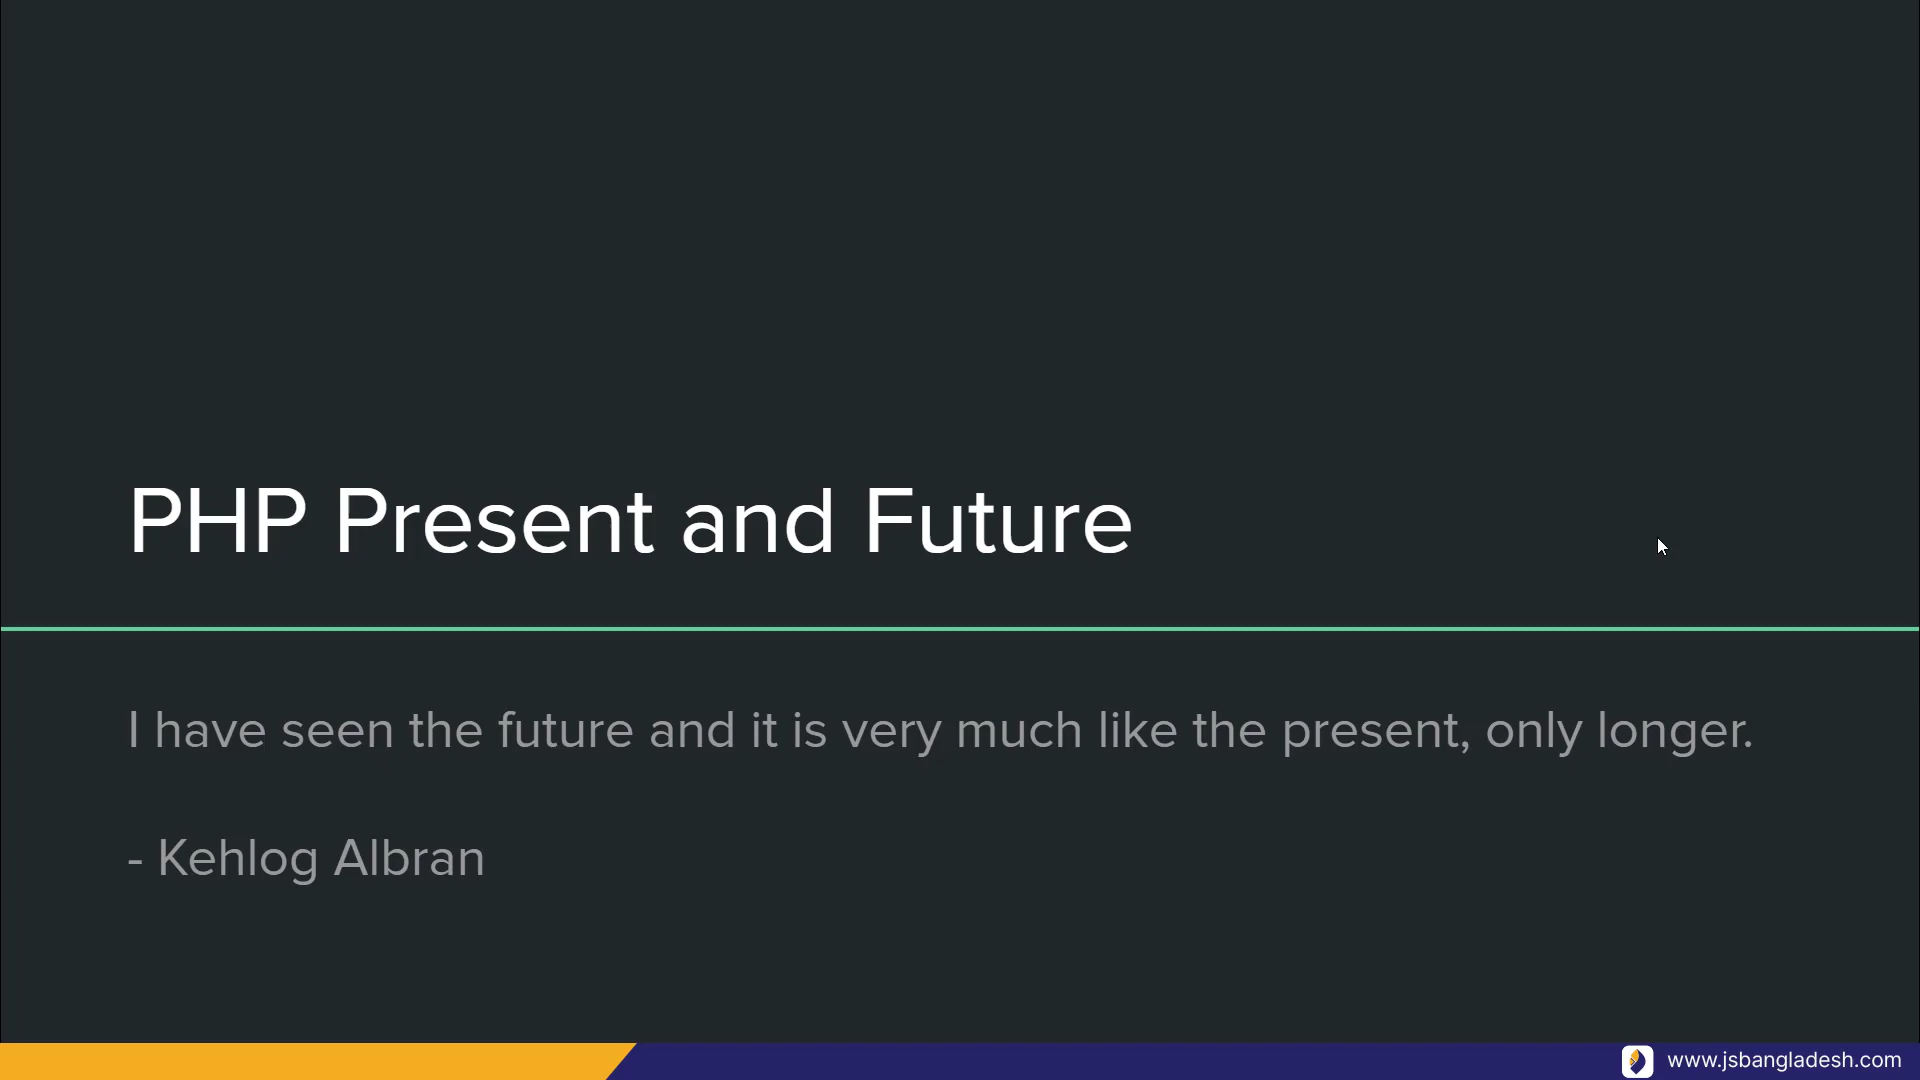 PHP Present and Future
I have seen the future and it is very much like the present, only longer.
- Kehlog Albran
www.jsbangladesh.com